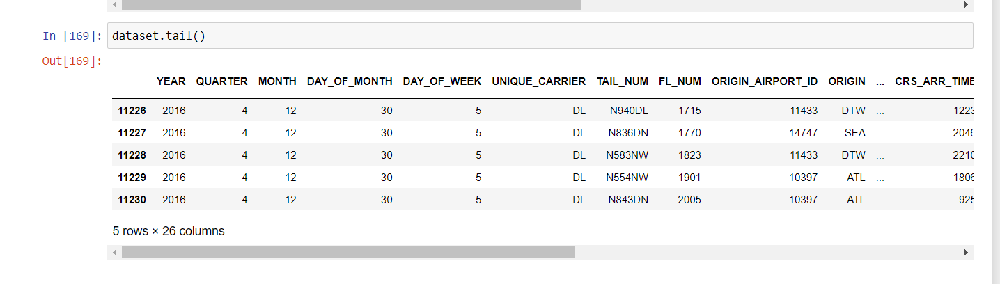 In [169]: dataset.tail()
Out[169]:
YEAR QUARTER MONTH DAY_OF_MONTH DAY_OF_WEEK UNIQUE_CARRIER TAIL_NUM FL_NUM ORIGIN_AIRPORT_ID ORIGIN ... CRS_ARR_TIME
11226 2016 4 12 30 5 DL N940DL 1715 11433 DTW ... 1223
11227 2016 4 12 30 5 DL N836DN 1770 14747 SEA ... 2046
11228 2016 4 12 30 5 DL N583NW 1823 11433 DTW ... 2210
11229 2016 4 12 30 5 DL N554NW 1901 10397 ATL ... 1806
11230 2016 4 12 30 5 DL N843DN 2005 10397 ATL ... 925
5 rows × 26 columns